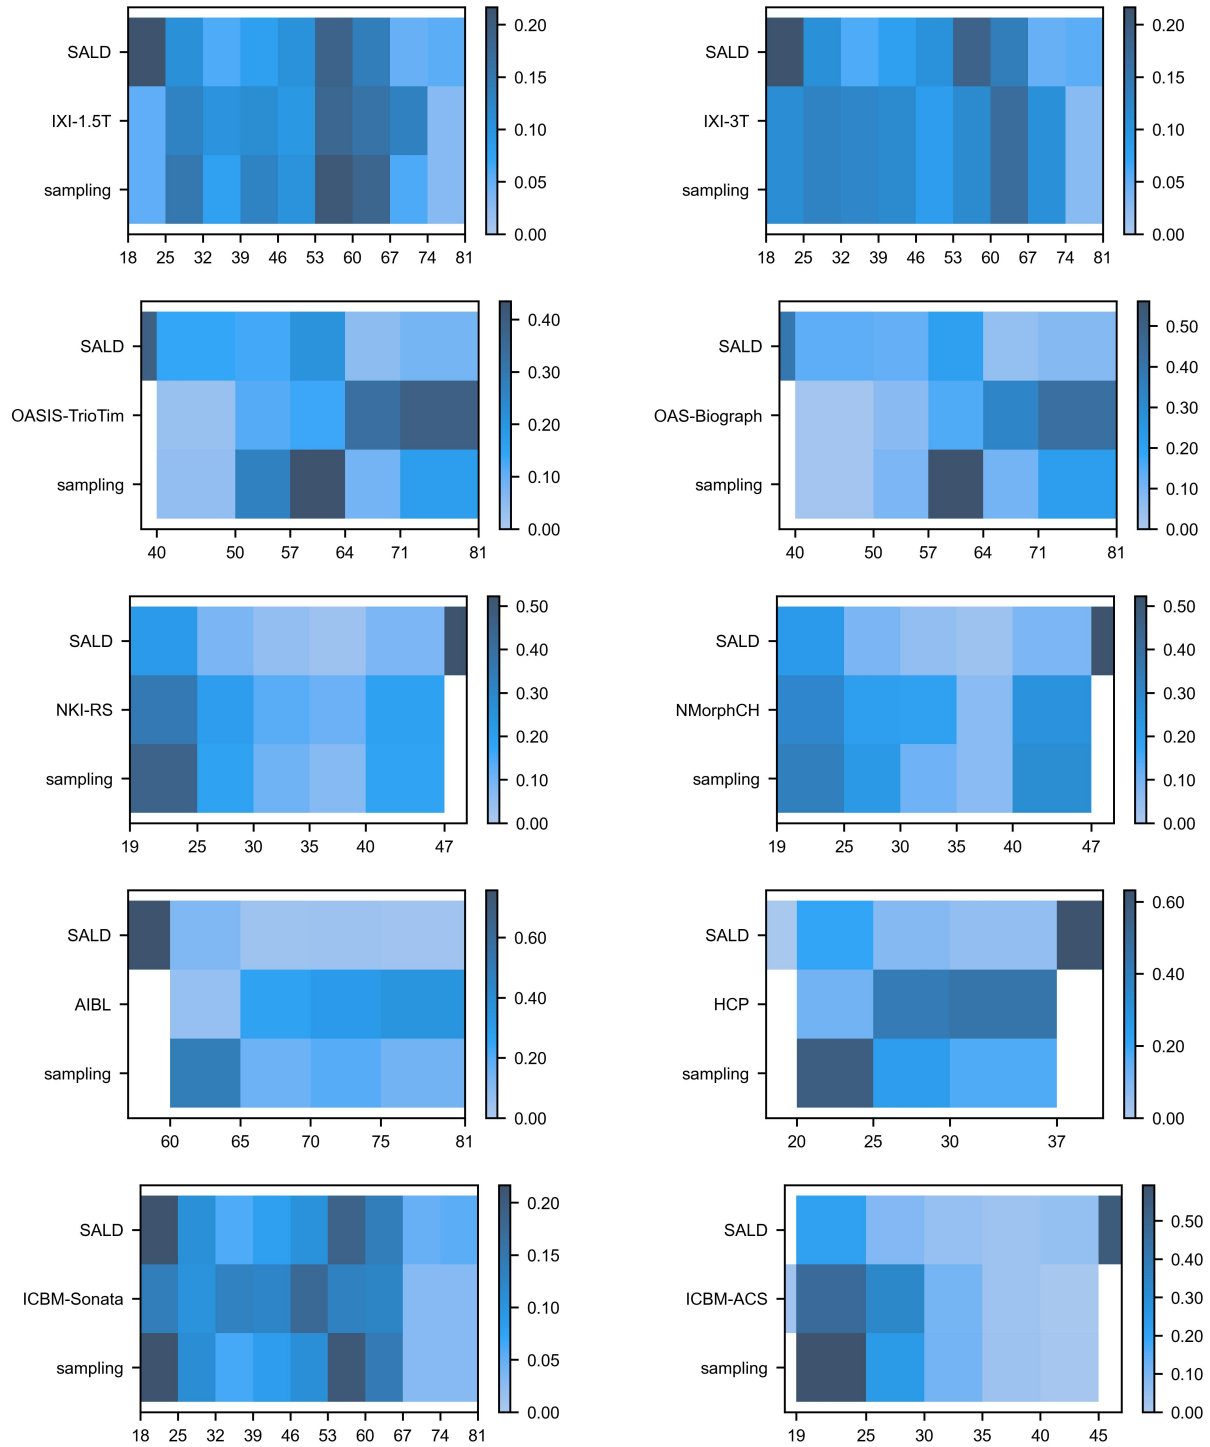 SALD
IXI-1.5T
sampling
18 25 32 39 46 53 60 67 74 81
0.20
0.15
0.10
0.05
0.00
SALD
IXI-3T
sampling
18 25 32 39 46 53 60 67 74 81
0.20
0.15
0.10
0.05
0.00
SALD
OASIS-TrioTim
sampling
40 50 57 64 71 81
0.40
0.30
0.20
0.10
0.00
SALD
OAS-Biograph
sampling
40 50 57 64 71 81
0.50
0.40
0.30
0.20
0.10
0.00
SALD
NKI-RS
sampling
19 25 30 35 40 47
0.50
0.40
0.30
0.20
0.10
0.00
SALD
NMorphCH
sampling
19 25 30 35 40 47
0.50
0.40
0.30
0.20
0.10
0.00
SALD
AIBL
sampling
60 65 70 75 81
0.60
0.40
0.20
0.00
SALD
HCP
sampling
20 25 30 37
0.60
0.40
0.20
0.00
SALD
ICBM-Sonata
sampling
18 25 32 39 46 53 60 67 74 81
0.20
0.15
0.10
0.05
0.00
SALD
ICBM-ACS
sampling
19 25 30 35 40 45
0.50
0.40
0.30
0.20
0.10
0.00